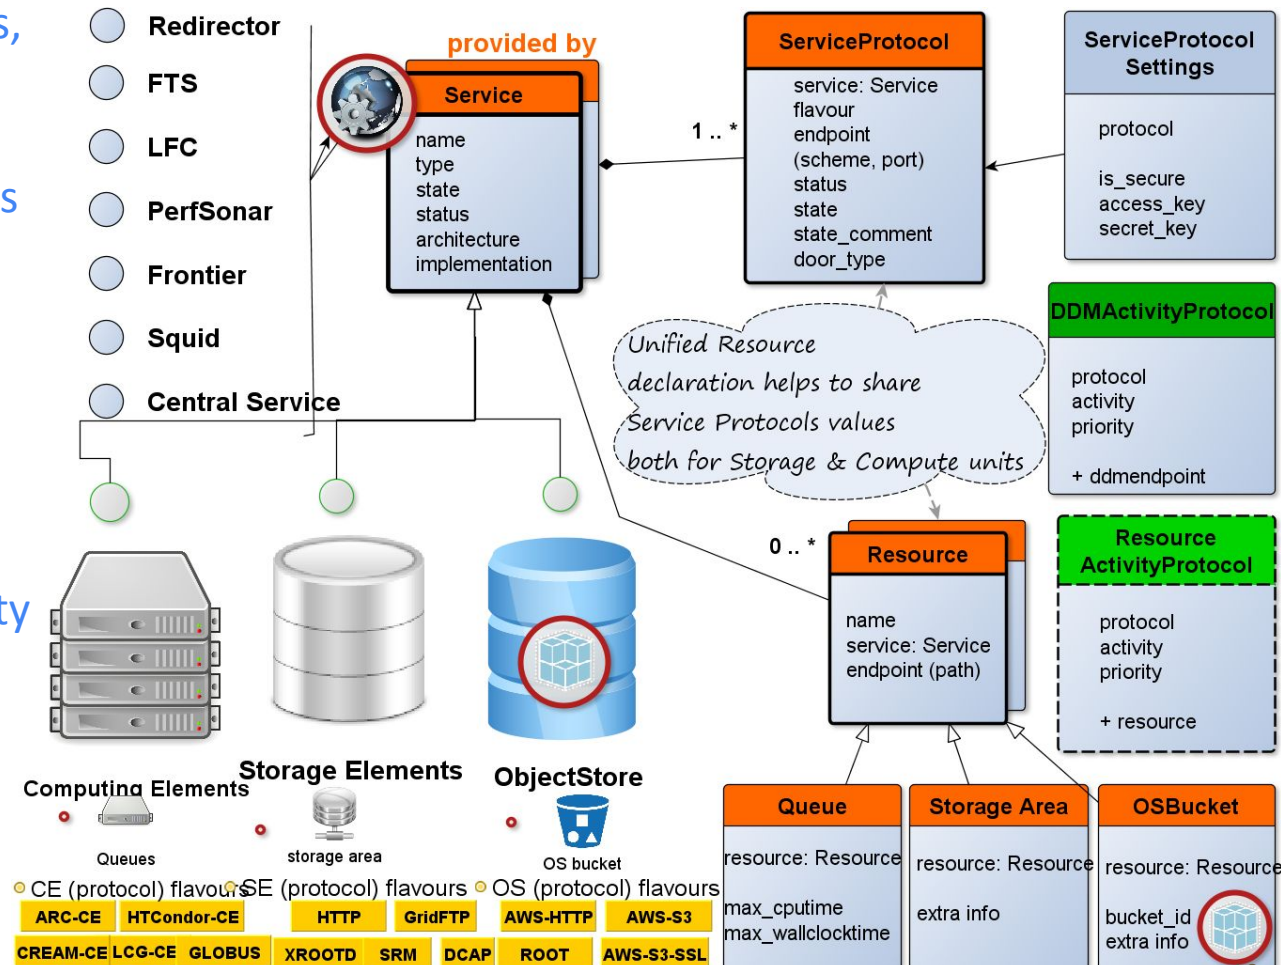 s,
s
ty
Redirector
FTS
LFC
PerfSonar
Frontier
Squid
Central Service
provided by
Service
name
type
state
status
architecture
implementation
1 .. *
ServiceProtocol
service: Service
flavour
endpoint
(scheme, port)
status
state
state_comment
door_type
ServiceProtocol
Settings
protocol
is_secure
access_key
secret_key
Unified Resource
declaration helps to share
Service Protocols values
both for Storage & Compute units
DDMActivityProtocol
protocol
activity
priority
+ ddmendpoint
0 .. *
Resource
name
service: Service
endpoint (path)
Resource
ActivityProtocol
protocol
activity
priority
+ resource
Computing Elements
Queues
CE (protocol) flavours
ARC-CE
HTCondor-CE
CREAM-CE
LCG-CE
GLOBUS
Storage Elements
storage area
SE (protocol) flavours
HTTP
GridFTP
XROOTD
SRM
DCAP
ObjectStore
OS bucket
OS (protocol) flavours
AWS-HTTP
AWS-S3
ROOT
AWS-S3-SSL
Queue
resource: Resource
max_cputime
max_wallclocktime
Storage Area
resource: Resource
extra info
OSBucket
resource: Resource
bucket_id
extra info